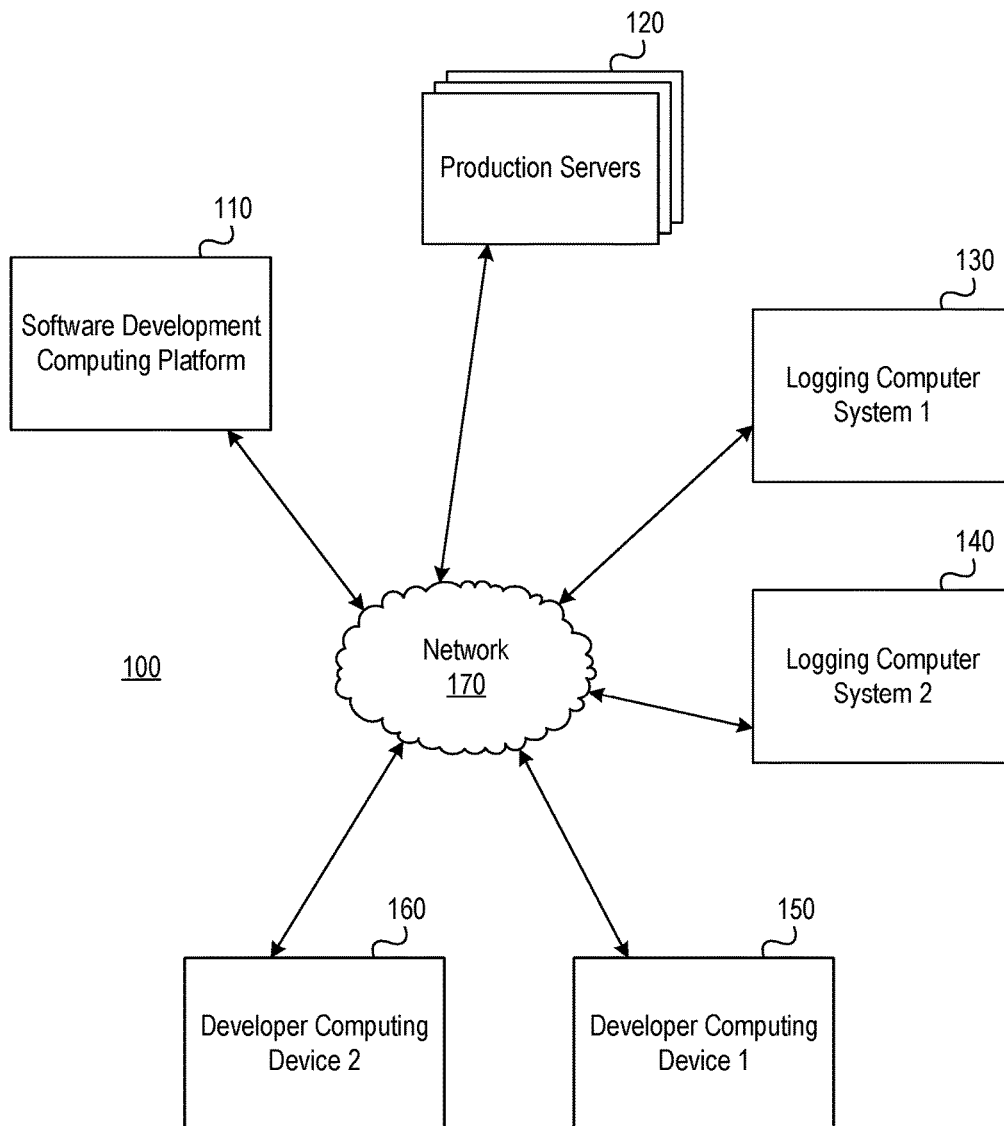 120
Production Servers
110
Software Development
Computing Platform
130
Logging Computer
System 1
140
Logging Computer
System 2
100
Network
170
160
Developer Computing
Device 2
150
Developer Computing
Device 1